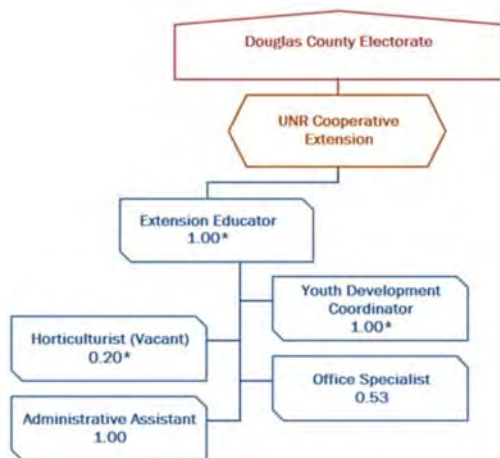 Douglas County Electorate
UNR Cooperative
Extension
Extension Educator
1.00*
Youth Development
Coordinator
1.00*
Horticulturist (Vacant)
0.20*
Office Specialist
0.53
Administrative Assistant
1.00